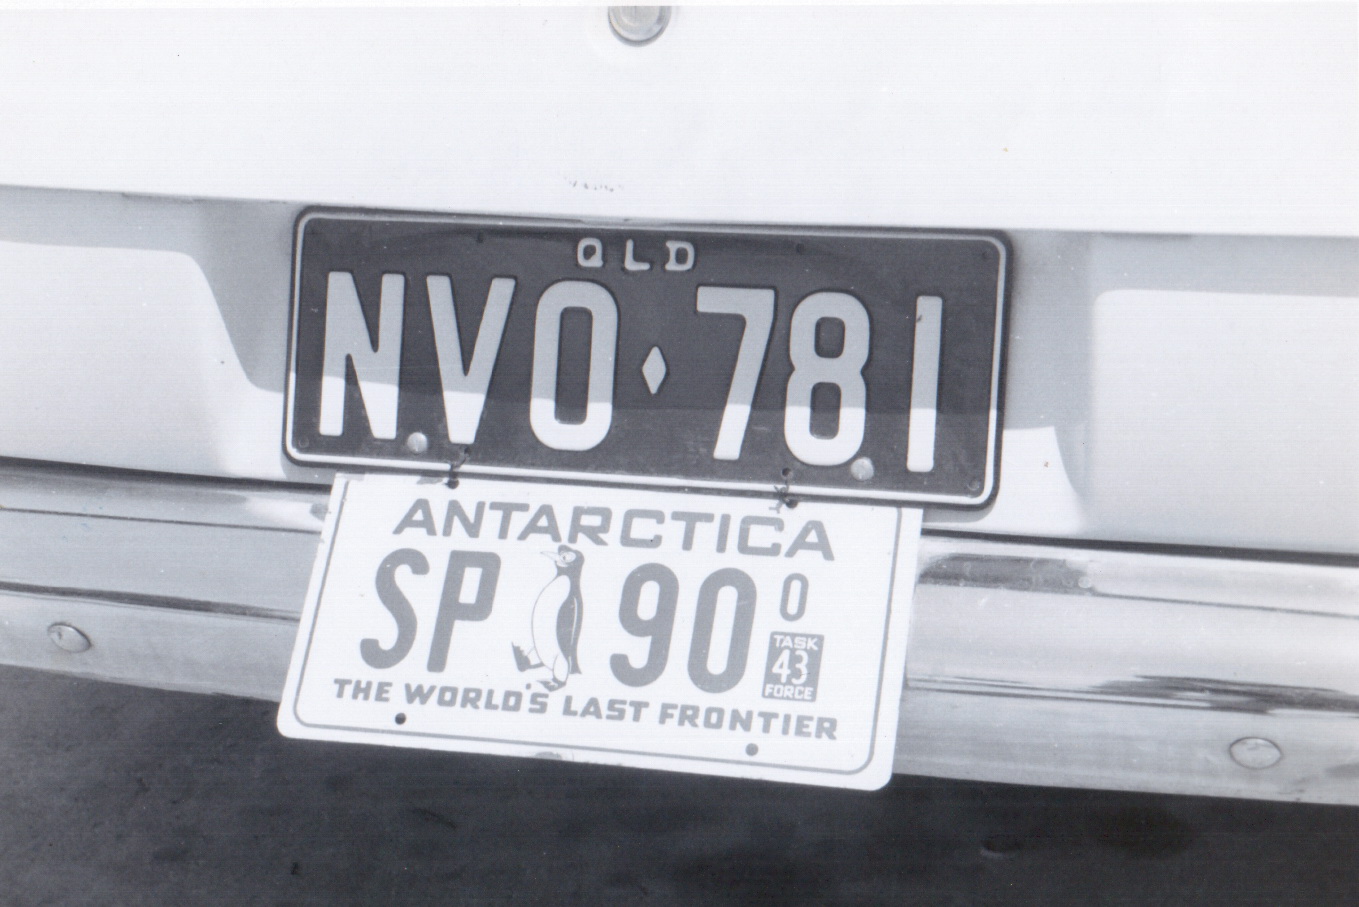 QLD
NVO♦781
ANTARCTICA
SP 90 0
TASK
43
FORCE
THE WORLD'S LAST FRONTIER